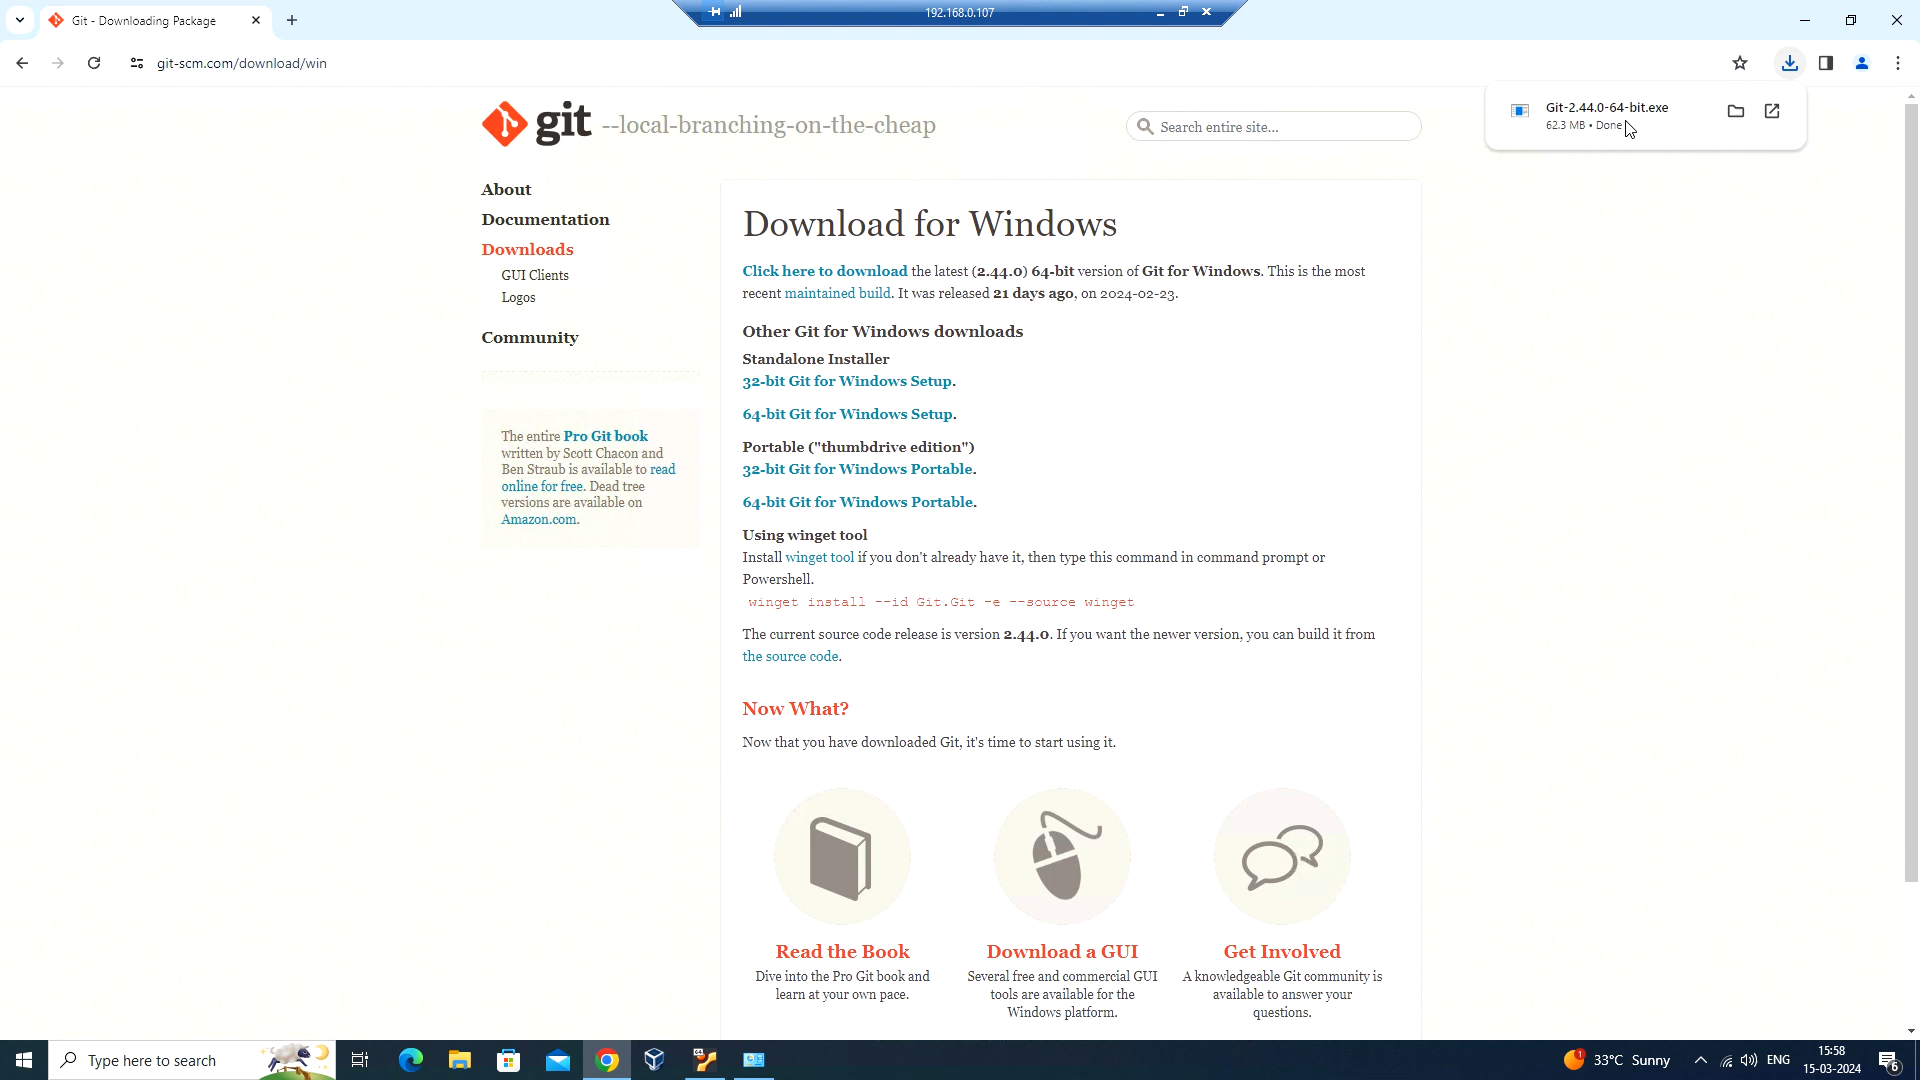 Git - Downloading Package
192.168.0.107
git-scm.com/download/win
Git-2.44.0-64-bit.exe
62.3 MB • Done
git --local-branching-on-the-cheap
Search entire site...
About
Documentation
Downloads
GUI Clients
Logos
Community
The entire Pro Git book
written by Scott Chacon and
Ben Straub is available to read
online for free. Dead tree
versions are available on
Amazon.com.
Download for Windows
Click here to download the latest (2.44.0) 64-bit version of Git for Windows. This is the most
recent maintained build. It was released 21 days ago, on 2024-02-23.
Other Git for Windows downloads
Standalone Installer
32-bit Git for Windows Setup.
64-bit Git for Windows Setup.
Portable ("thumbdrive edition")
32-bit Git for Windows Portable.
64-bit Git for Windows Portable.
Using winget tool
Install winget tool if you don't already have it, then type this command in command prompt or
Powershell.
winget install --id Git.Git -e --source winget
The current source code release is version 2.44.0. If you want the newer version, you can build it from
the source code.
Now What?
Now that you have downloaded Git, it's time to start using it.
Read the Book
Dive into the Pro Git book and
learn at your own pace.
Download a GUI
Several free and commercial GUI
tools are available for the
Windows platform.
Get Involved
A knowledgeable Git community is
available to answer your
questions.
Type here to search
1
33°C Sunny
ENG
15:58
15-03-2024
6